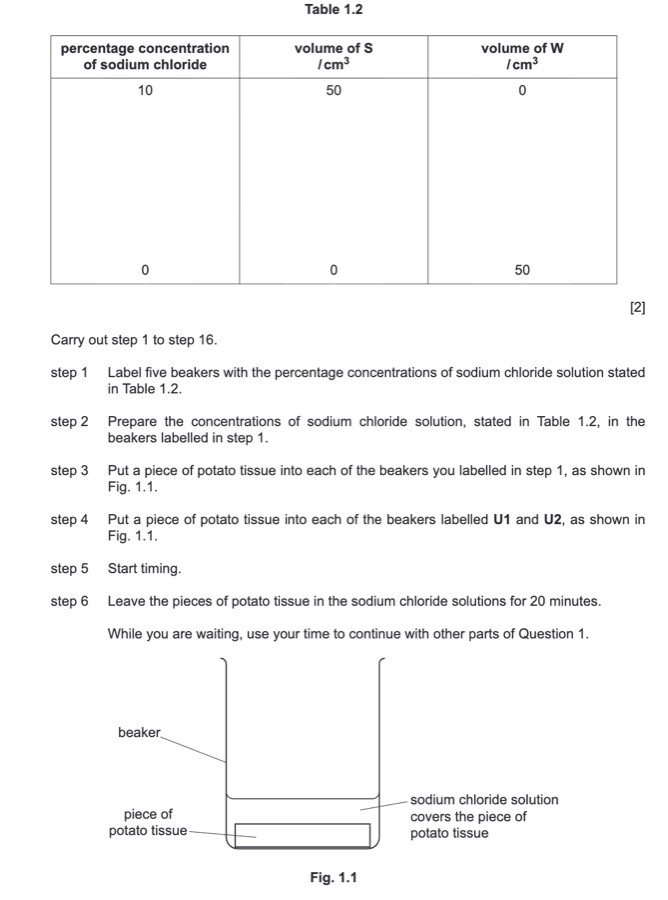 Table 1.2
percentage concentration
of sodium chloride
volume of S
/cm³
volume of W
/cm³
10
50
0
0
0
50
[2]
Carry out step 1 to step 16.
step 1 Label five beakers with the percentage concentrations of sodium chloride solution stated
in Table 1.2.
step 2 Prepare the concentrations of sodium chloride solution, stated in Table 1.2, in the
beakers labelled in step 1.
step 3 Put a piece of potato tissue into each of the beakers you labelled in step 1, as shown in
Fig. 1.1.
step 4 Put a piece of potato tissue into each of the beakers labelled U1 and U2, as shown in
Fig. 1.1.
step 5 Start timing.
step 6 Leave the pieces of potato tissue in the sodium chloride solutions for 20 minutes.
While you are waiting, use your time to continue with other parts of Question 1.
beaker
piece of
potato tissue
sodium chloride solution
covers the piece of
potato tissue
Fig. 1.1